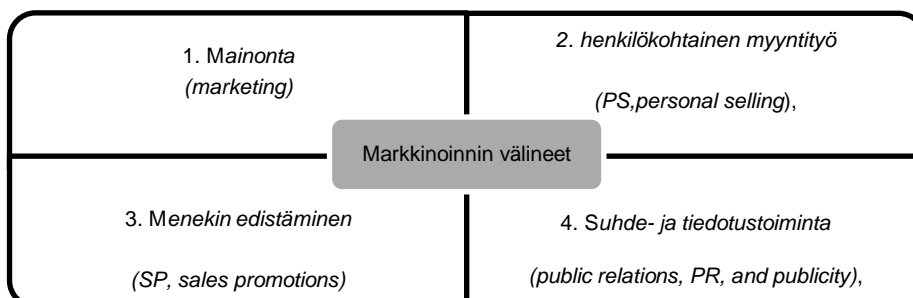 1. Mainonta
(marketing)
2. henkilökohtainen myyntityö
(PS,personal selling),
Markkinoinnin välineet
3. Menekin edistäminen
(SP, sales promotions)
4. Suhde- ja tiedotustoiminta
(public relations, PR, and publicity),